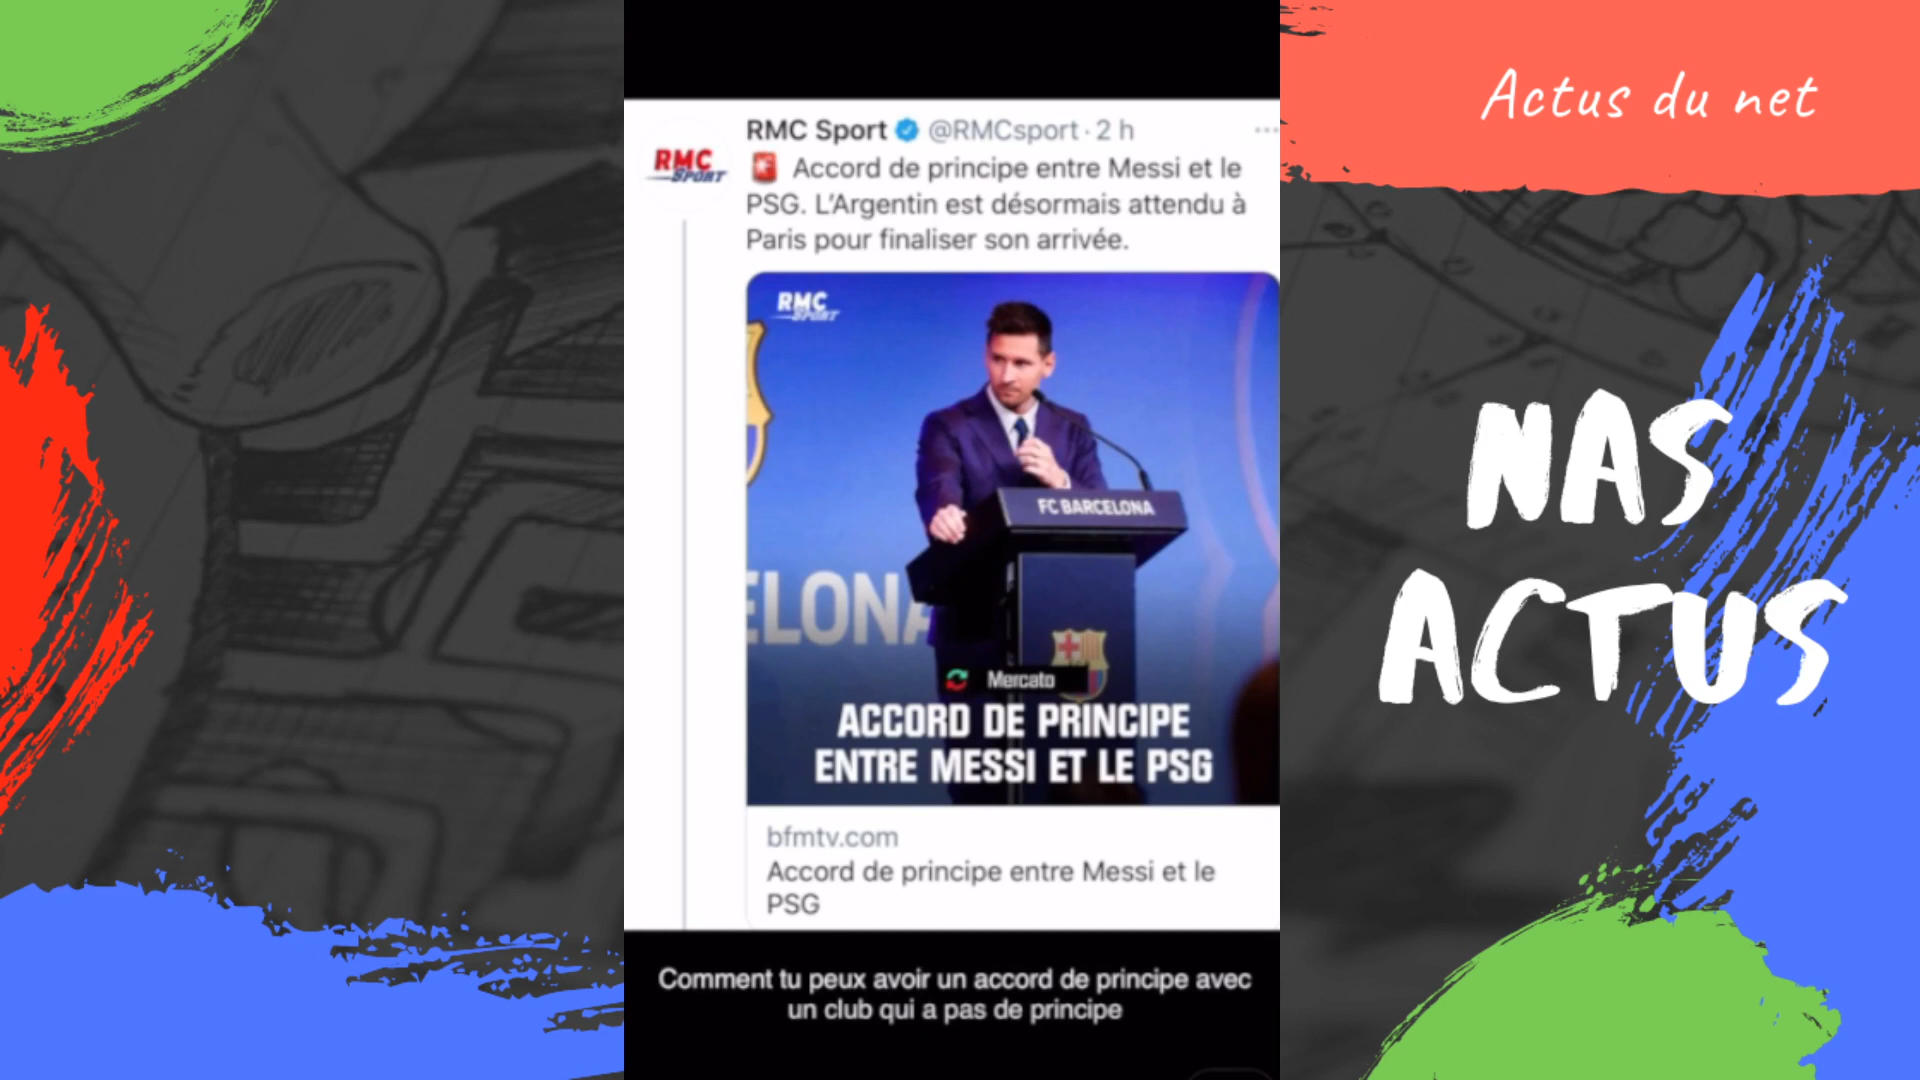 Actus du net
RMC Sport @RMCsport · 2 h
RMC
SPORT
🚨 Accord de principe entre Messi et le
PSG. L'Argentin est désormais attendu à
Paris pour finaliser son arrivée.
RMC
SPORT
FC BARCELONA
ELONA
Mercato
ACCORD DE PRINCIPE
ENTRE MESSI ET LE PSG
bfmtv.com
Accord de principe entre Messi et le
PSG
Comment tu peux avoir un accord de principe avec
un club qui a pas de principe
NAS
ACTUS